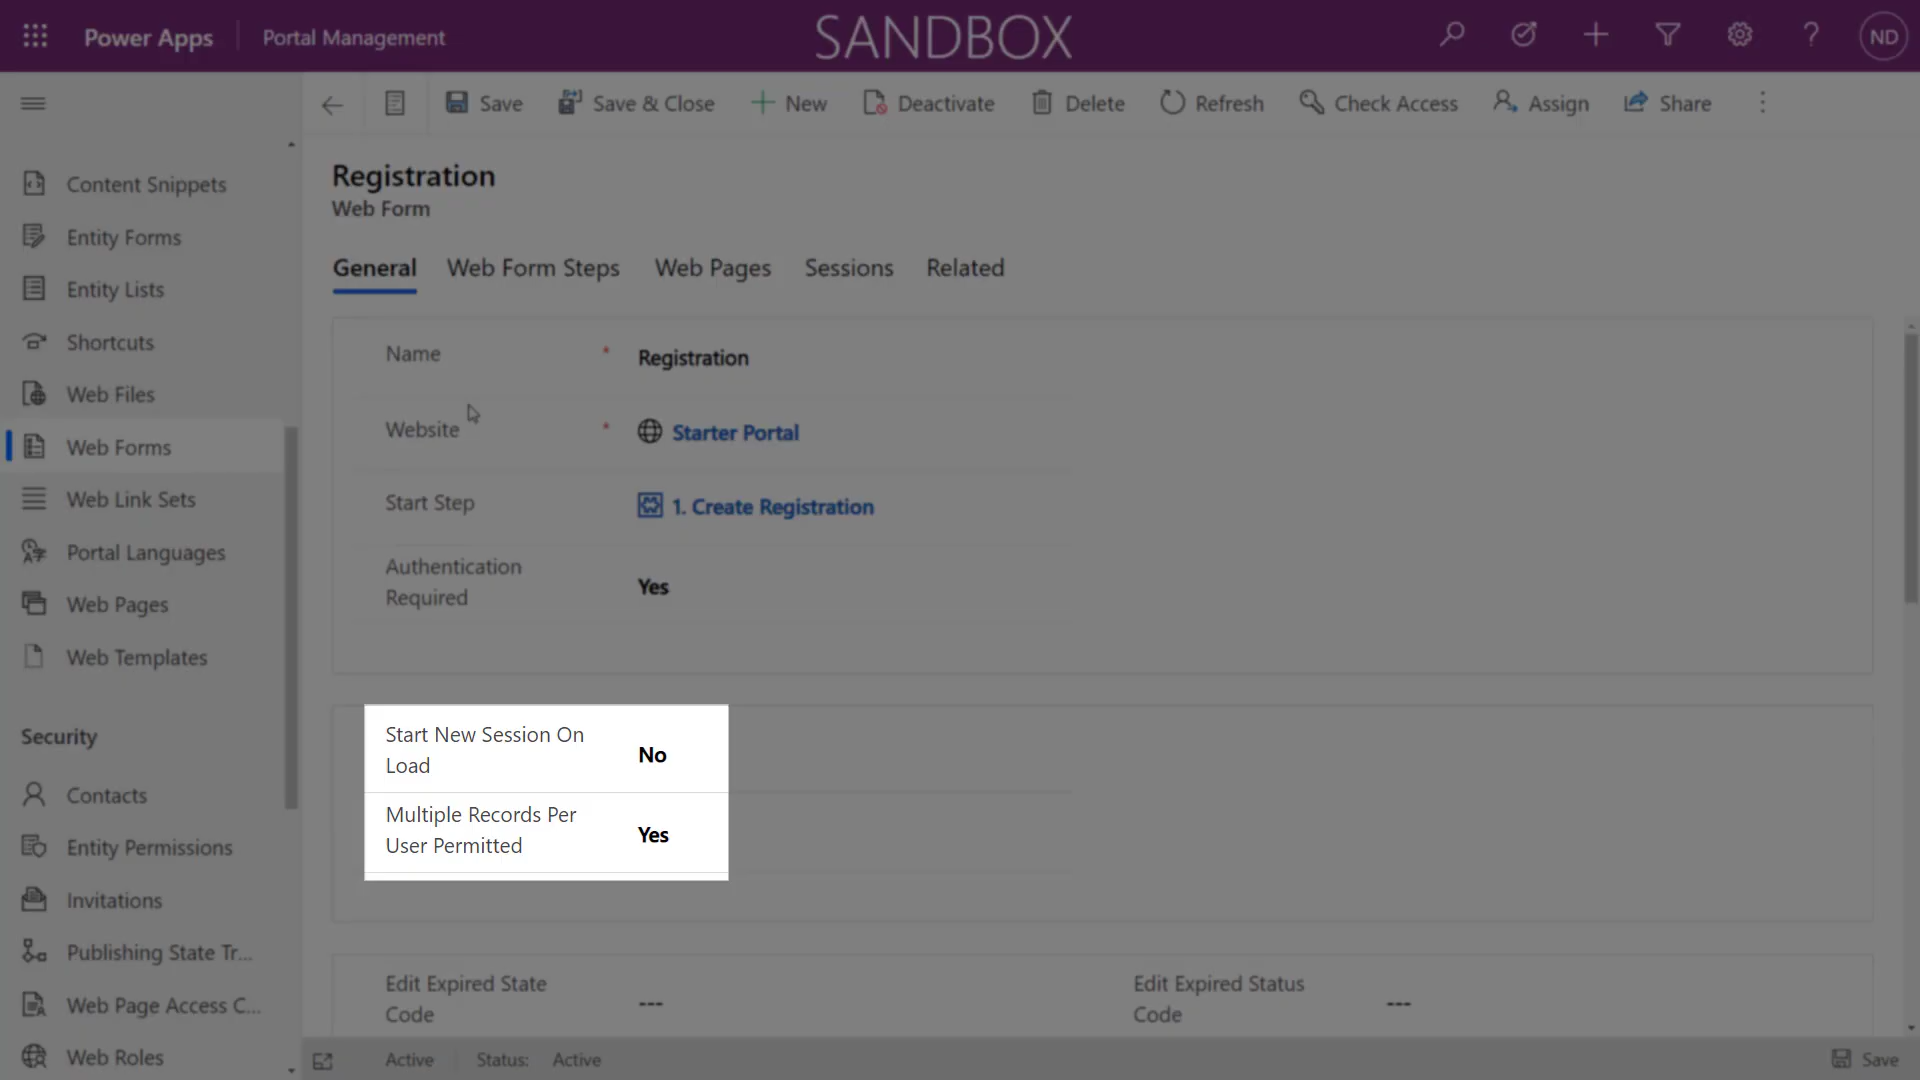 Power Apps
Portal Management
SANDBOX
ND
Save
Save & Close
New
Deactivate
Delete
Refresh
Check Access
Assign
Share
Content Snippets
Entity Forms
Entity Lists
Shortcuts
Web Files
Web Forms
Web Link Sets
Portal Languages
Web Pages
Web Templates
Security
Contacts
Entity Permissions
Invitations
Publishing State Tr...
Web Page Access C...
Web Roles
Registration
Web Form
General
Web Form Steps
Web Pages
Sessions
Related
Name * Registration
Website * Starter Portal
Start Step 1. Create Registration
Authentication
Required
Yes
Start New Session On
Load
No
Multiple Records Per
User Permitted
Yes
Edit Expired State
Code
---
Edit Expired Status
Code
---
Active
Status: Active
Save